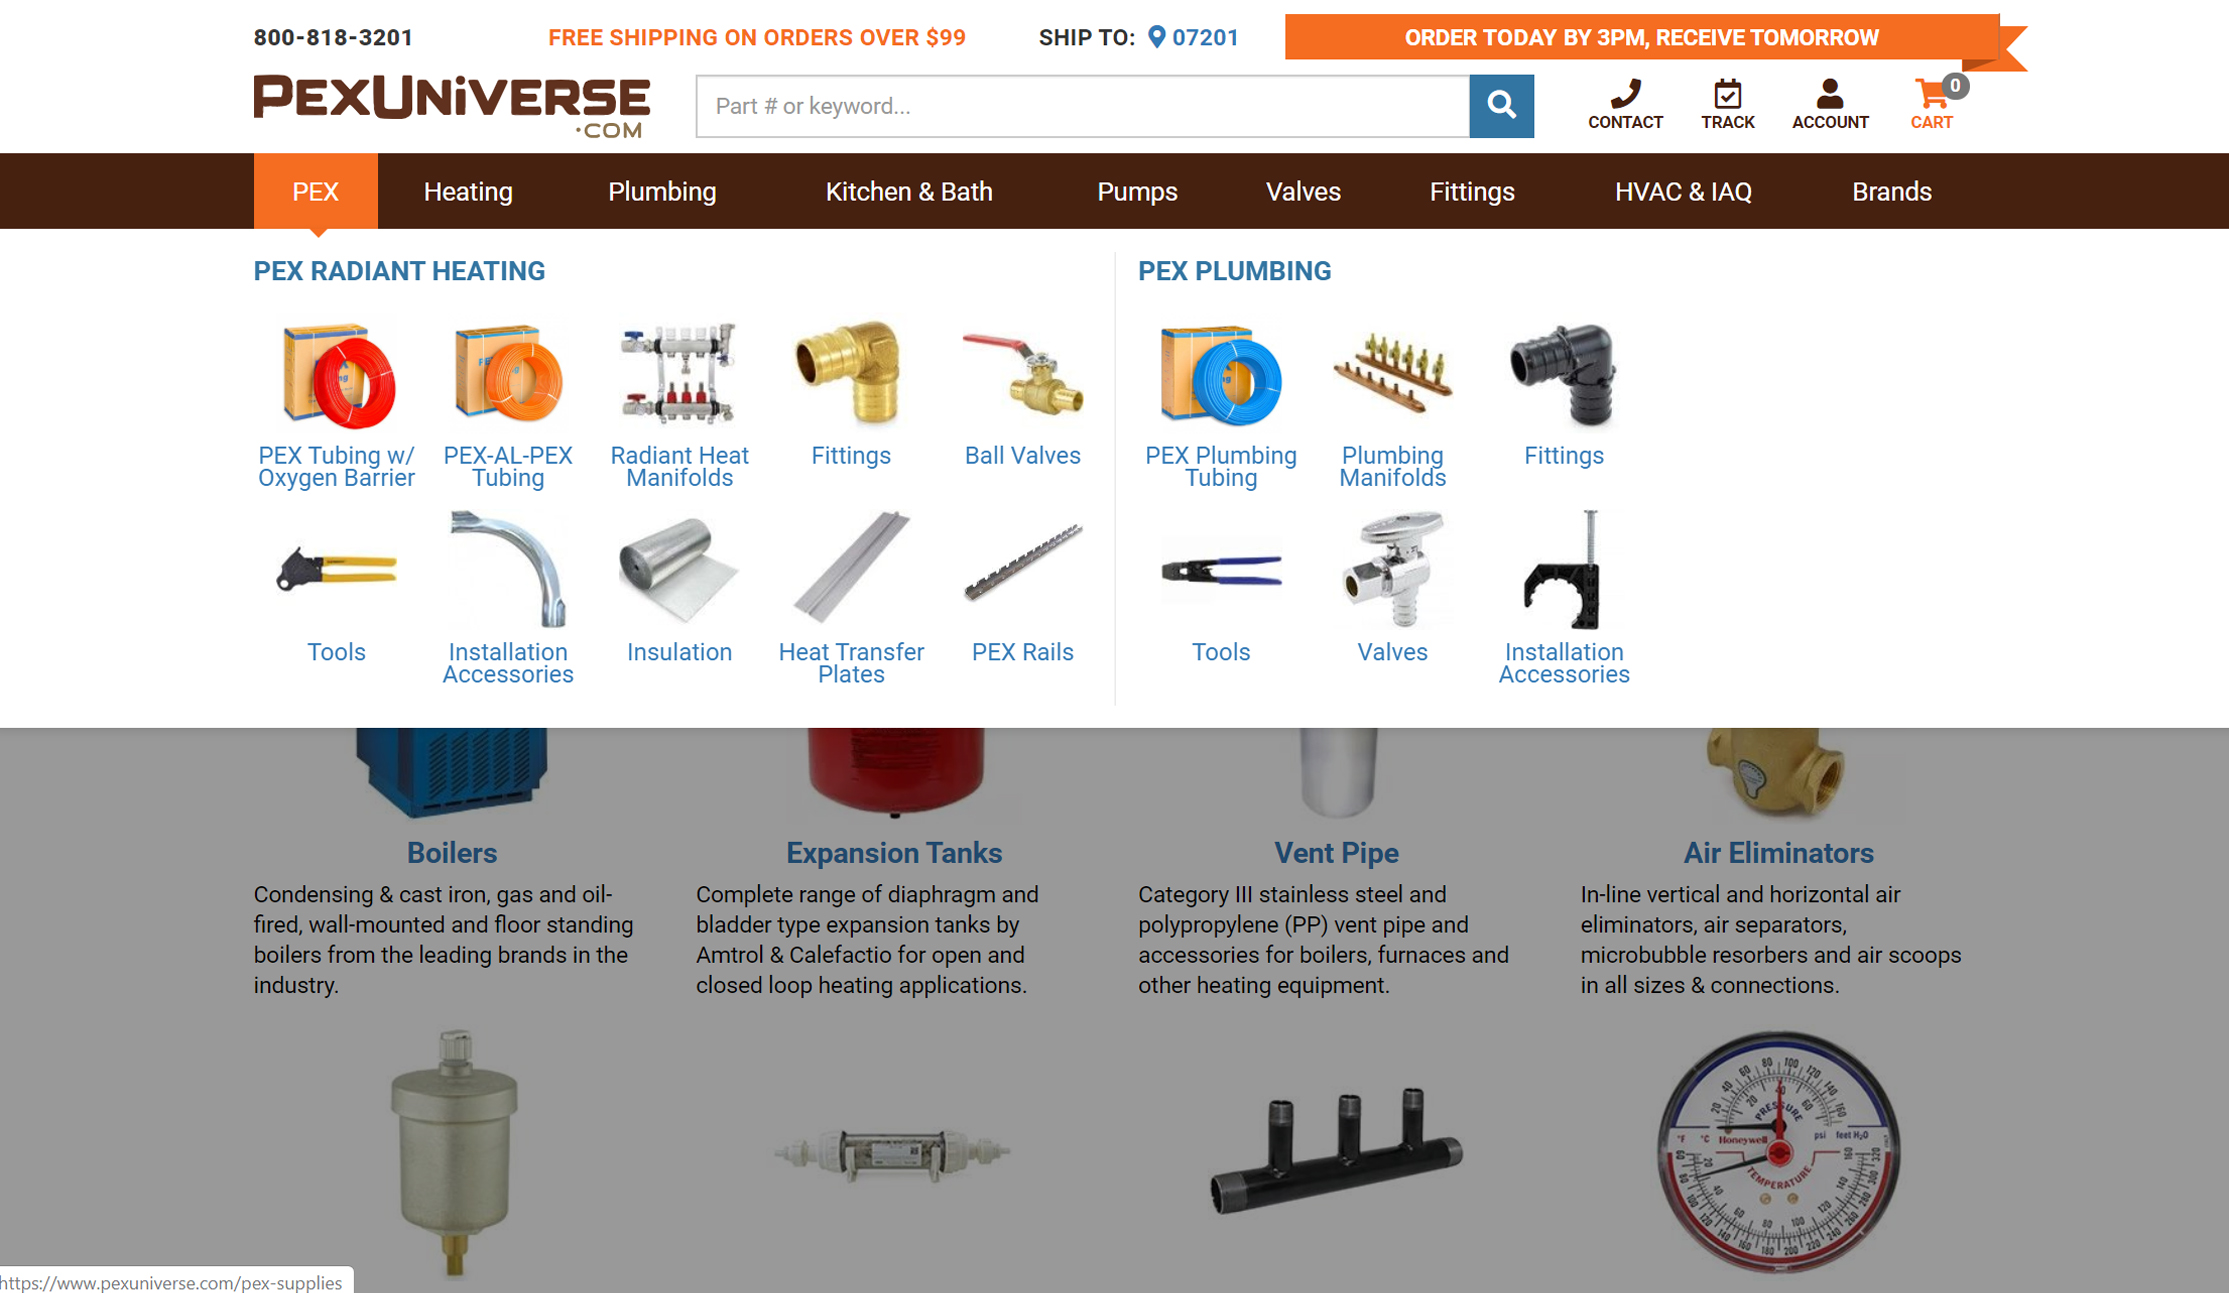 800-818-3201
FREE SHIPPING ON ORDERS OVER $99
SHIP TO: 07201
ORDER TODAY BY 3PM, RECEIVE TOMORROW
PEXUNiVERSE
.COM
Part # or keyword...
CONTACT
TRACK
ACCOUNT
0
CART
PEX
Heating
Plumbing
Kitchen & Bath
Pumps
Valves
Fittings
HVAC & IAQ
Brands
PEX RADIANT HEATING
PEX Tubing w/
Oxygen Barrier
PEX-AL-PEX
Tubing
Radiant Heat
Manifolds
Fittings
Ball Valves
Tools
Installation
Accessories
Insulation
Heat Transfer
Plates
PEX Rails
PEX PLUMBING
PEX Plumbing
Tubing
Plumbing
Manifolds
Fittings
Tools
Valves
Installation
Accessories
Boilers
Condensing & cast iron, gas and oil-
fired, wall-mounted and floor standing
boilers from the leading brands in the
industry.
Expansion Tanks
Complete range of diaphragm and
bladder type expansion tanks by
Amtrol & Calefactio for open and
closed loop heating applications.
Vent Pipe
Category III stainless steel and
polypropylene (PP) vent pipe and
accessories for boilers, furnaces and
other heating equipment.
Air Eliminators
In-line vertical and horizontal air
eliminators, air separators,
microbubble resorbers and air scoops
in all sizes & connections.
PRESSURE
psi feet H₂O
°F °C Honeywell
TEMPERATURE
https://www.pexuniverse.com/pex-supplies